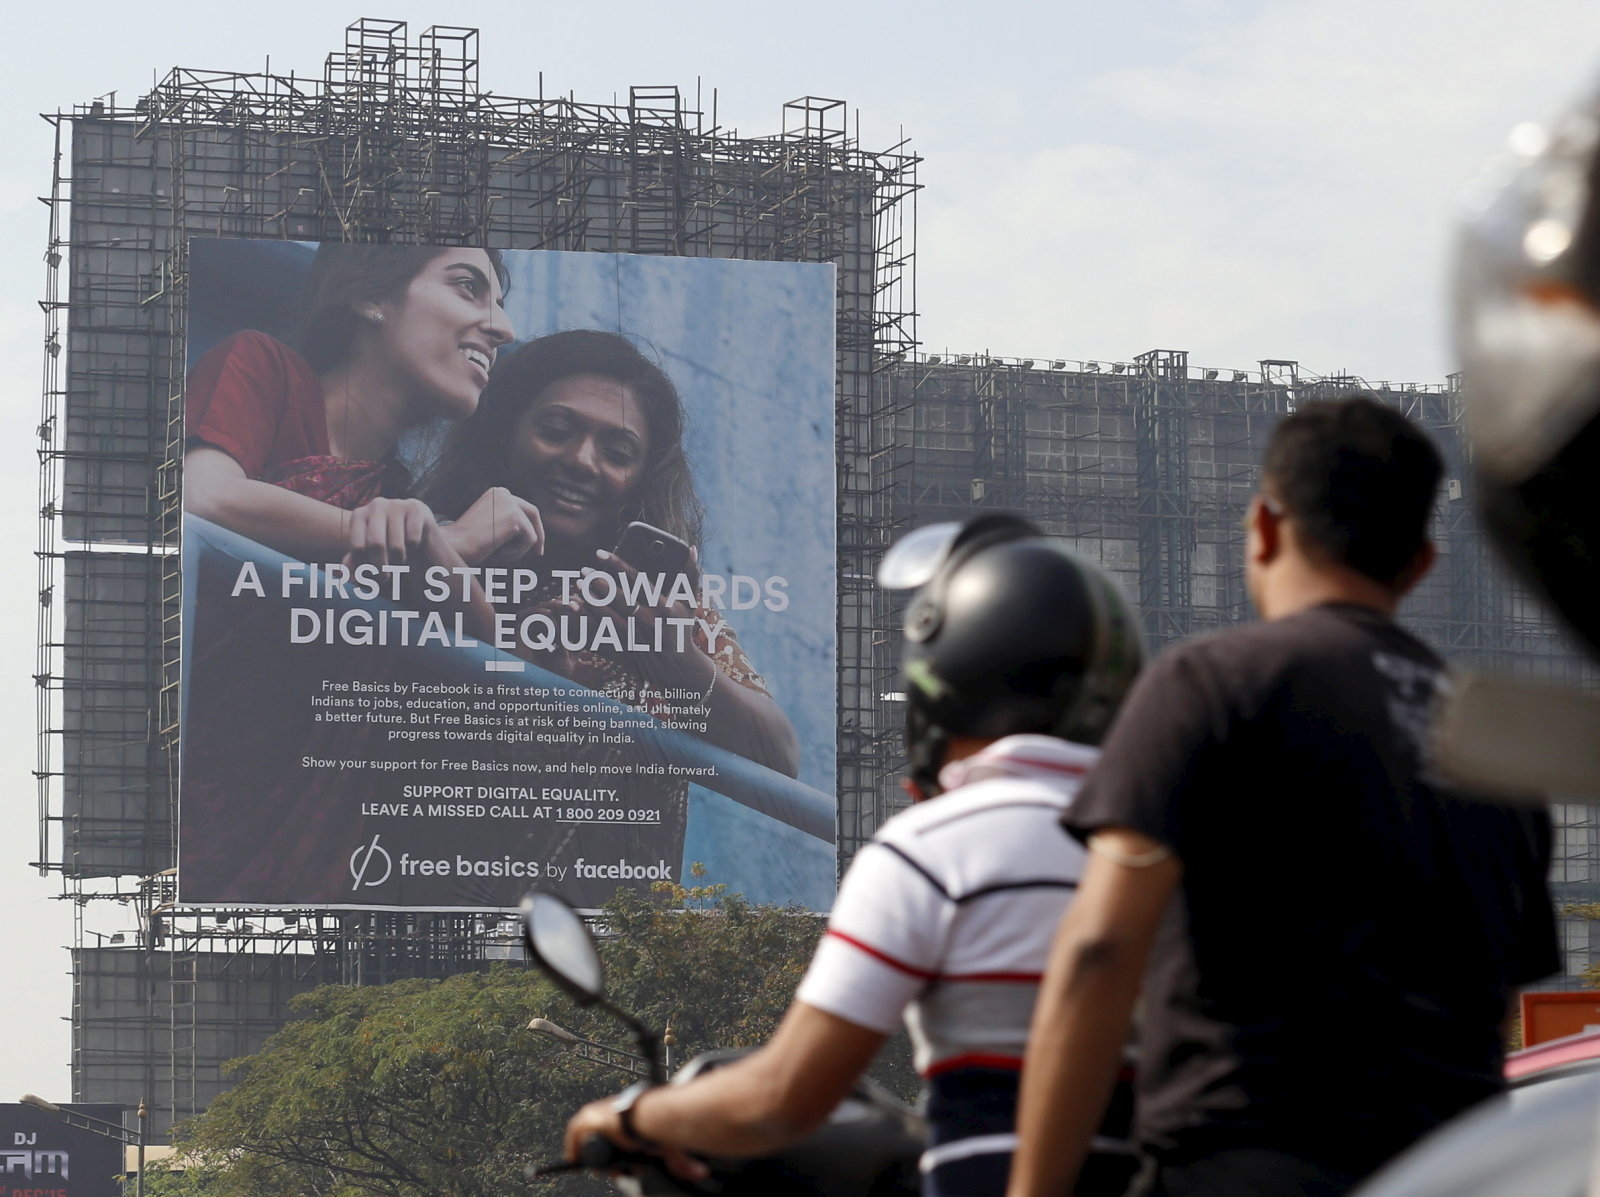 A FIRST STEP TOWARDS
DIGITAL EQUALITY.
Free Basics by Facebook is a first step to connecting one billion
Indians to jobs, education, and opportunities online, and ultimately
a better future. But Free Basics is at risk of being banned, slowing
progress towards digital equality in India.
Show your support for Free Basics now, and help move India forward.
SUPPORT DIGITAL EQUALITY.
LEAVE A MISSED CALL AT 1 800 209 0921
free basics by facebook
DJ